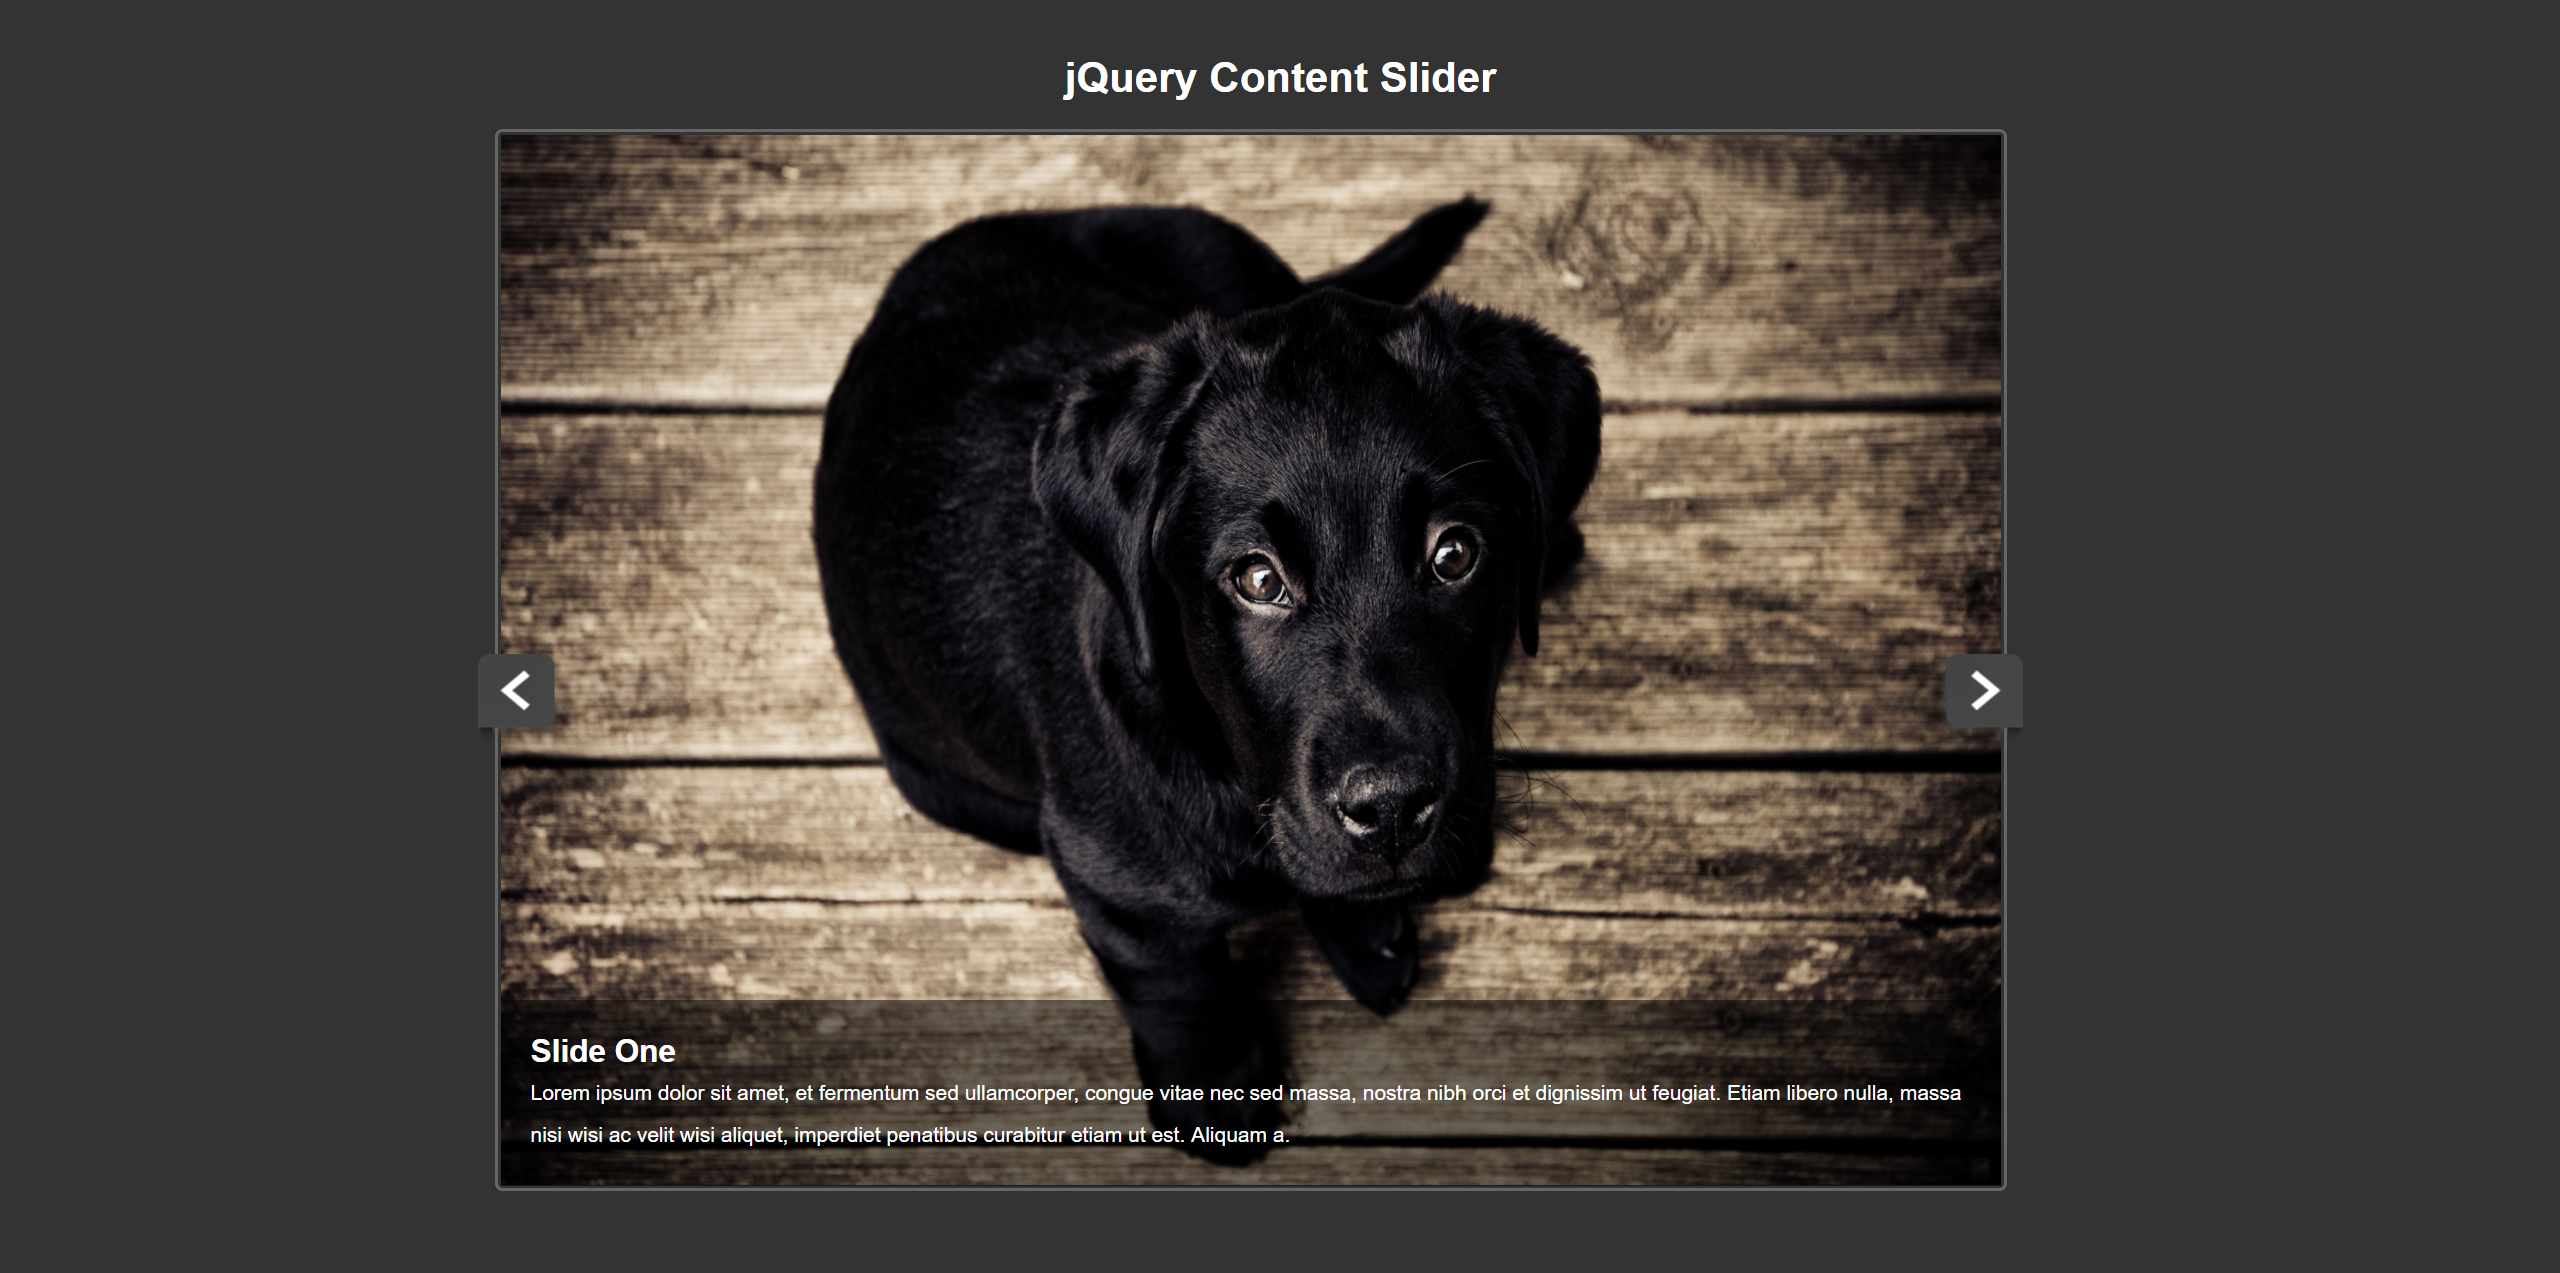 jQuery Content Slider
Slide One
Lorem ipsum dolor sit amet, et fermentum sed ullamcorper, congue vitae nec sed massa, nostra nibh orci et dignissim ut feugiat. Etiam libero nulla, massa
nisi wisi ac velit wisi aliquet, imperdiet penatibus curabitur etiam ut est. Aliquam a.